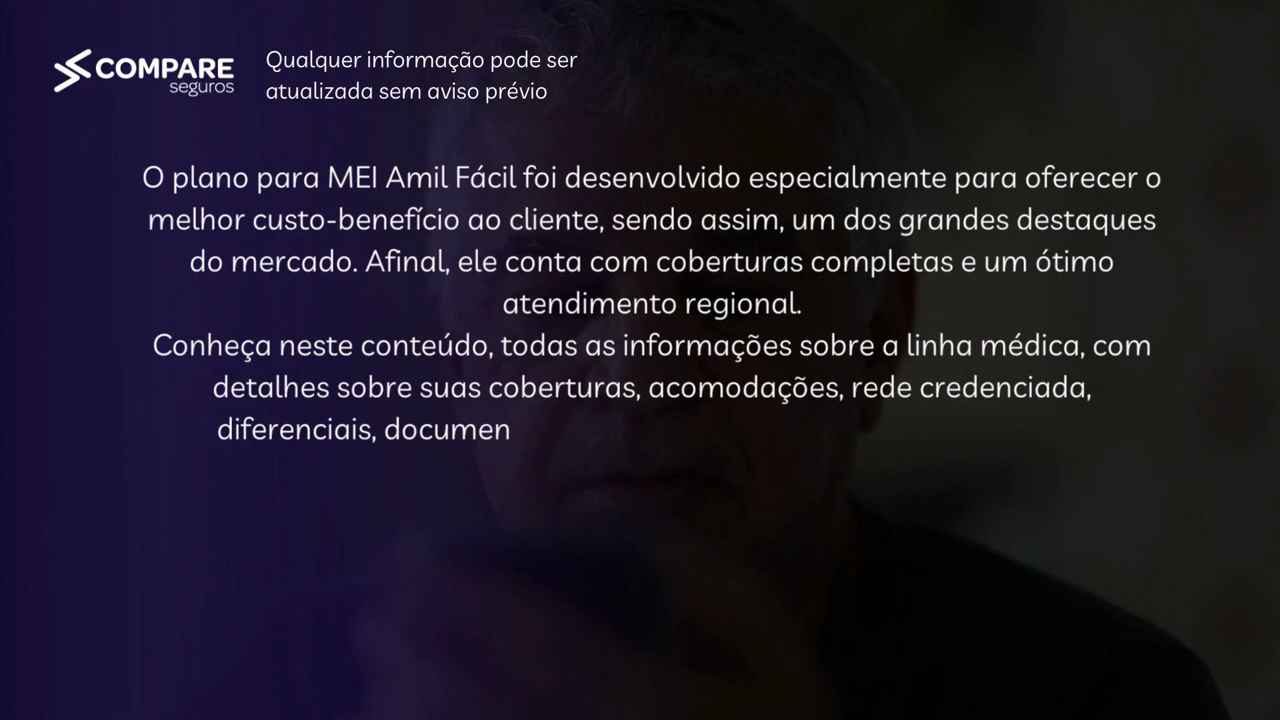 COMPARE
seguros
Qualquer informação pode ser
atualizada sem aviso prévio
O plano para MEI Amil Fácil foi desenvolvido especialmente para oferecer o
melhor custo-benefício ao cliente, sendo assim, um dos grandes destaques
do mercado. Afinal, ele conta com coberturas completas e um ótimo
atendimento regional.
Conheça neste conteúdo, todas as informações sobre a linha médica, com
detalhes sobre suas coberturas, acomodações, rede credenciada,
diferenciais, documen